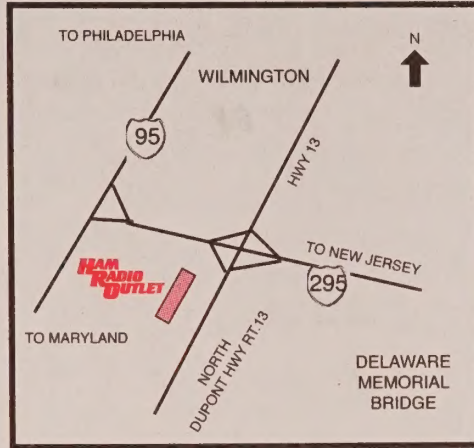 TO PHILADELPHIA
WILMINGTON
N
95
HWY 13
TO NEW JERSEY
295
HAM
RADIO
OUTLET
TO MARYLAND
NORTH
DUPONT HWY RT.13
DELAWARE
MEMORIAL
BRIDGE